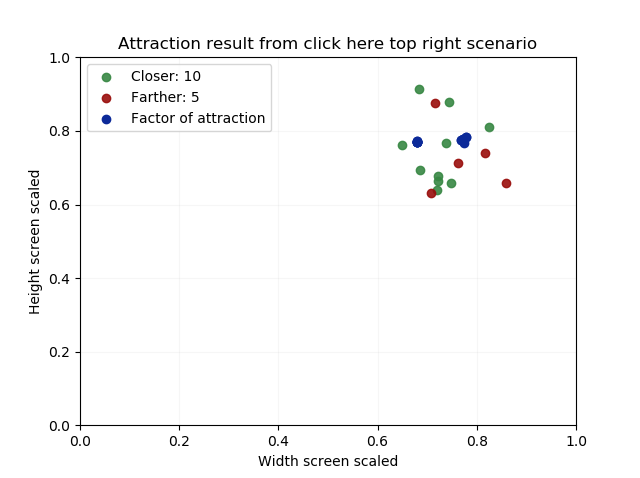 Attraction result from click here top right scenario
Closer: 10
Farther: 5
Factor of attraction
Height screen scaled
1.0
0.8
0.6
0.4
0.2
0.0
0.0 0.2 0.4 0.6 0.8 1.0
Width screen scaled